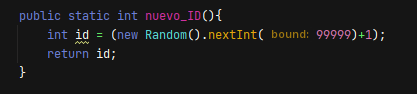 public static int nuevo_ID(){
int id = (new Random().nextInt( bound: 99999)+1);
return id;
}